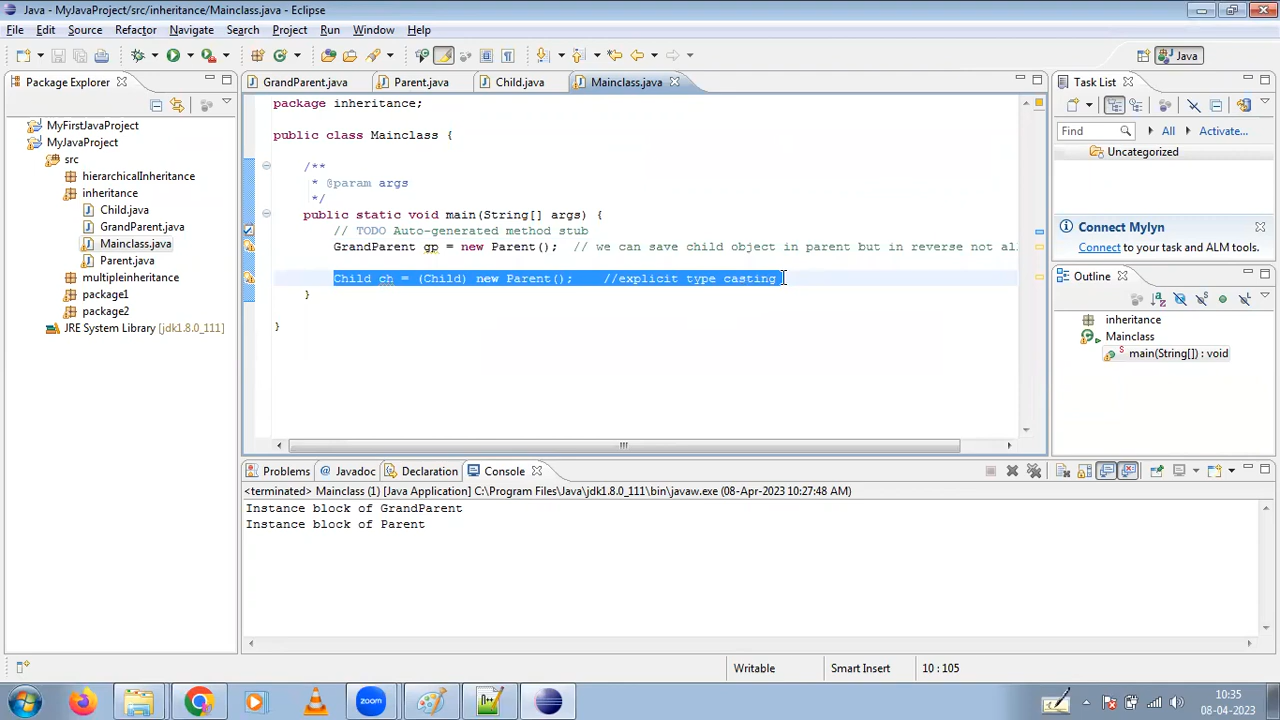 Java - MyJavaProject/src/inheritance/Mainclass.java - Eclipse
File Edit Source Refactor Navigate Search Project Run Window Help
Java
Package Explorer
GrandParent.java Parent.java Child.java Mainclass.java
Task List
MyFirstJavaProject
MyJavaProject
src
hierarchicalInheritance
inheritance
Child.java
GrandParent.java
Mainclass.java
Parent.java
multipleinheritance
package1
package2
JRE System Library [jdk1.8.0_111]
package inheritance;
public class Mainclass {
/**
* @param args
*/
public static void main(String[] args) {
// TODO Auto-generated method stub
GrandParent gp = new Parent(); // we can save child object in parent but in reverse not al
Child ch = (Child) new Parent(); //explicit type casting
}
}
Find All Activate...
Uncategorized
Connect Mylyn
Connect to your task and ALM tools.
Outline
inheritance
Mainclass
main(String[]) : void
Problems Javadoc Declaration Console
<terminated> Mainclass (1) [Java Application] C:\Program Files\Java\jdk1.8.0_111\bin\javaw.exe (08-Apr-2023 10:27:48 AM)
Instance block of GrandParent
Instance block of Parent
Writable Smart Insert 10 : 105
zoom
10:35
08-04-2023